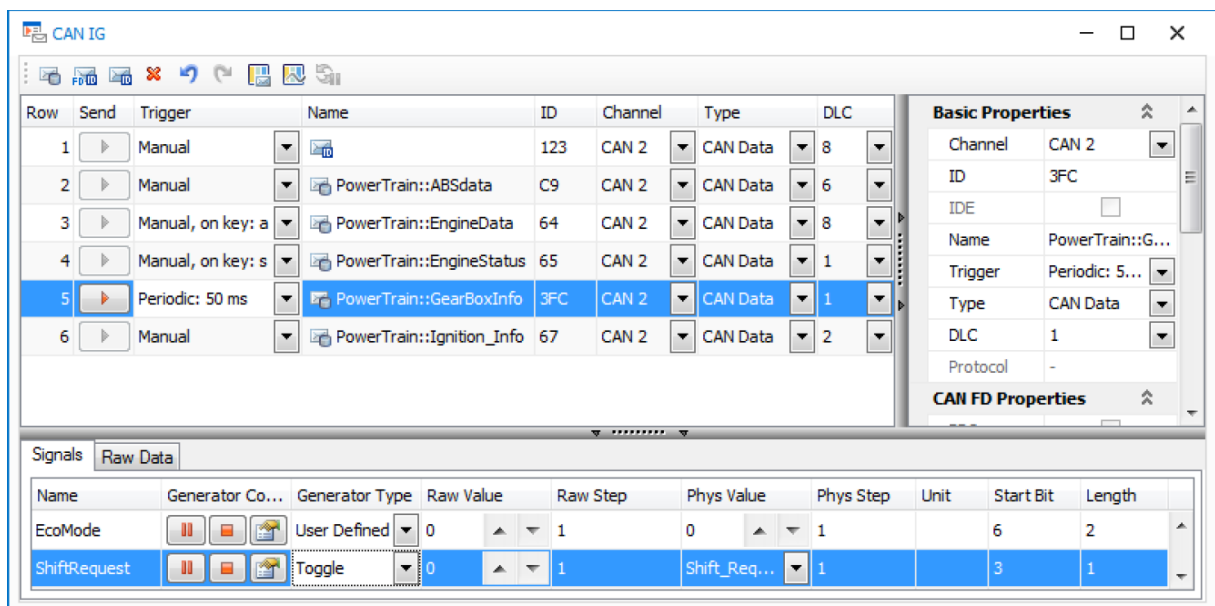 CAN IG
Row Send Trigger Name ID Channel Type DLC
1 Manual 123 CAN 2 CAN Data 8
2 Manual PowerTrain::ABSdata C9 CAN 2 CAN Data 6
3 Manual, on key: a PowerTrain::EngineData 64 CAN 2 CAN Data 8
4 Manual, on key: s PowerTrain::EngineStatus 65 CAN 2 CAN Data 1
5 Periodic: 50 ms PowerTrain::GearBoxInfo 3FC CAN 2 CAN Data 1
6 Manual PowerTrain::Ignition_Info 67 CAN 2 CAN Data 2
Basic Properties
Channel CAN 2
ID 3FC
IDE
Name PowerTrain::G...
Trigger Periodic: 5...
Type CAN Data
DLC 1
Protocol -
CAN FD Properties
Signals Raw Data
Name Generator Co... Generator Type Raw Value Raw Step Phys Value Phys Step Unit Start Bit Length
EcoMode User Defined 0 1 0 1 6 2
ShiftRequest Toggle 0 1 Shift_Req... 1 3 1